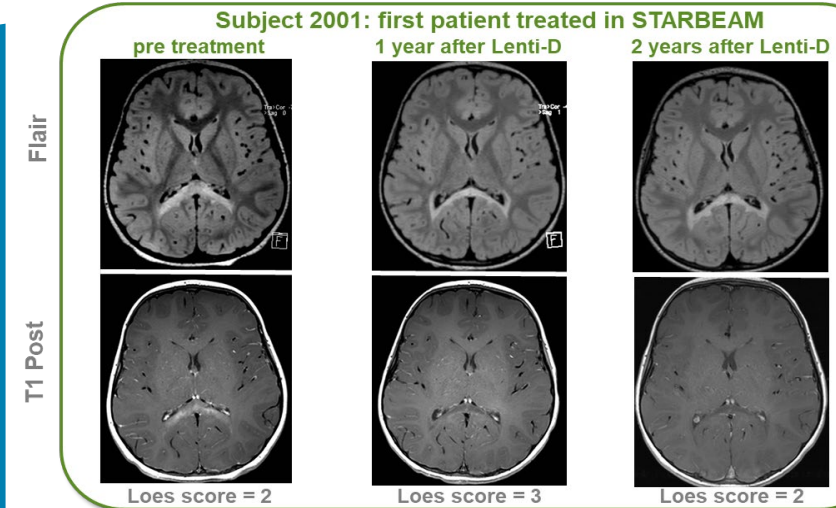 Subject 2001: first patient treated in STARBEAM
pre treatment
1 year after Lenti-D
2 years after Lenti-D
Flair
F
F
T1 Post
Loes score = 2
Loes score = 3
Loes score = 2